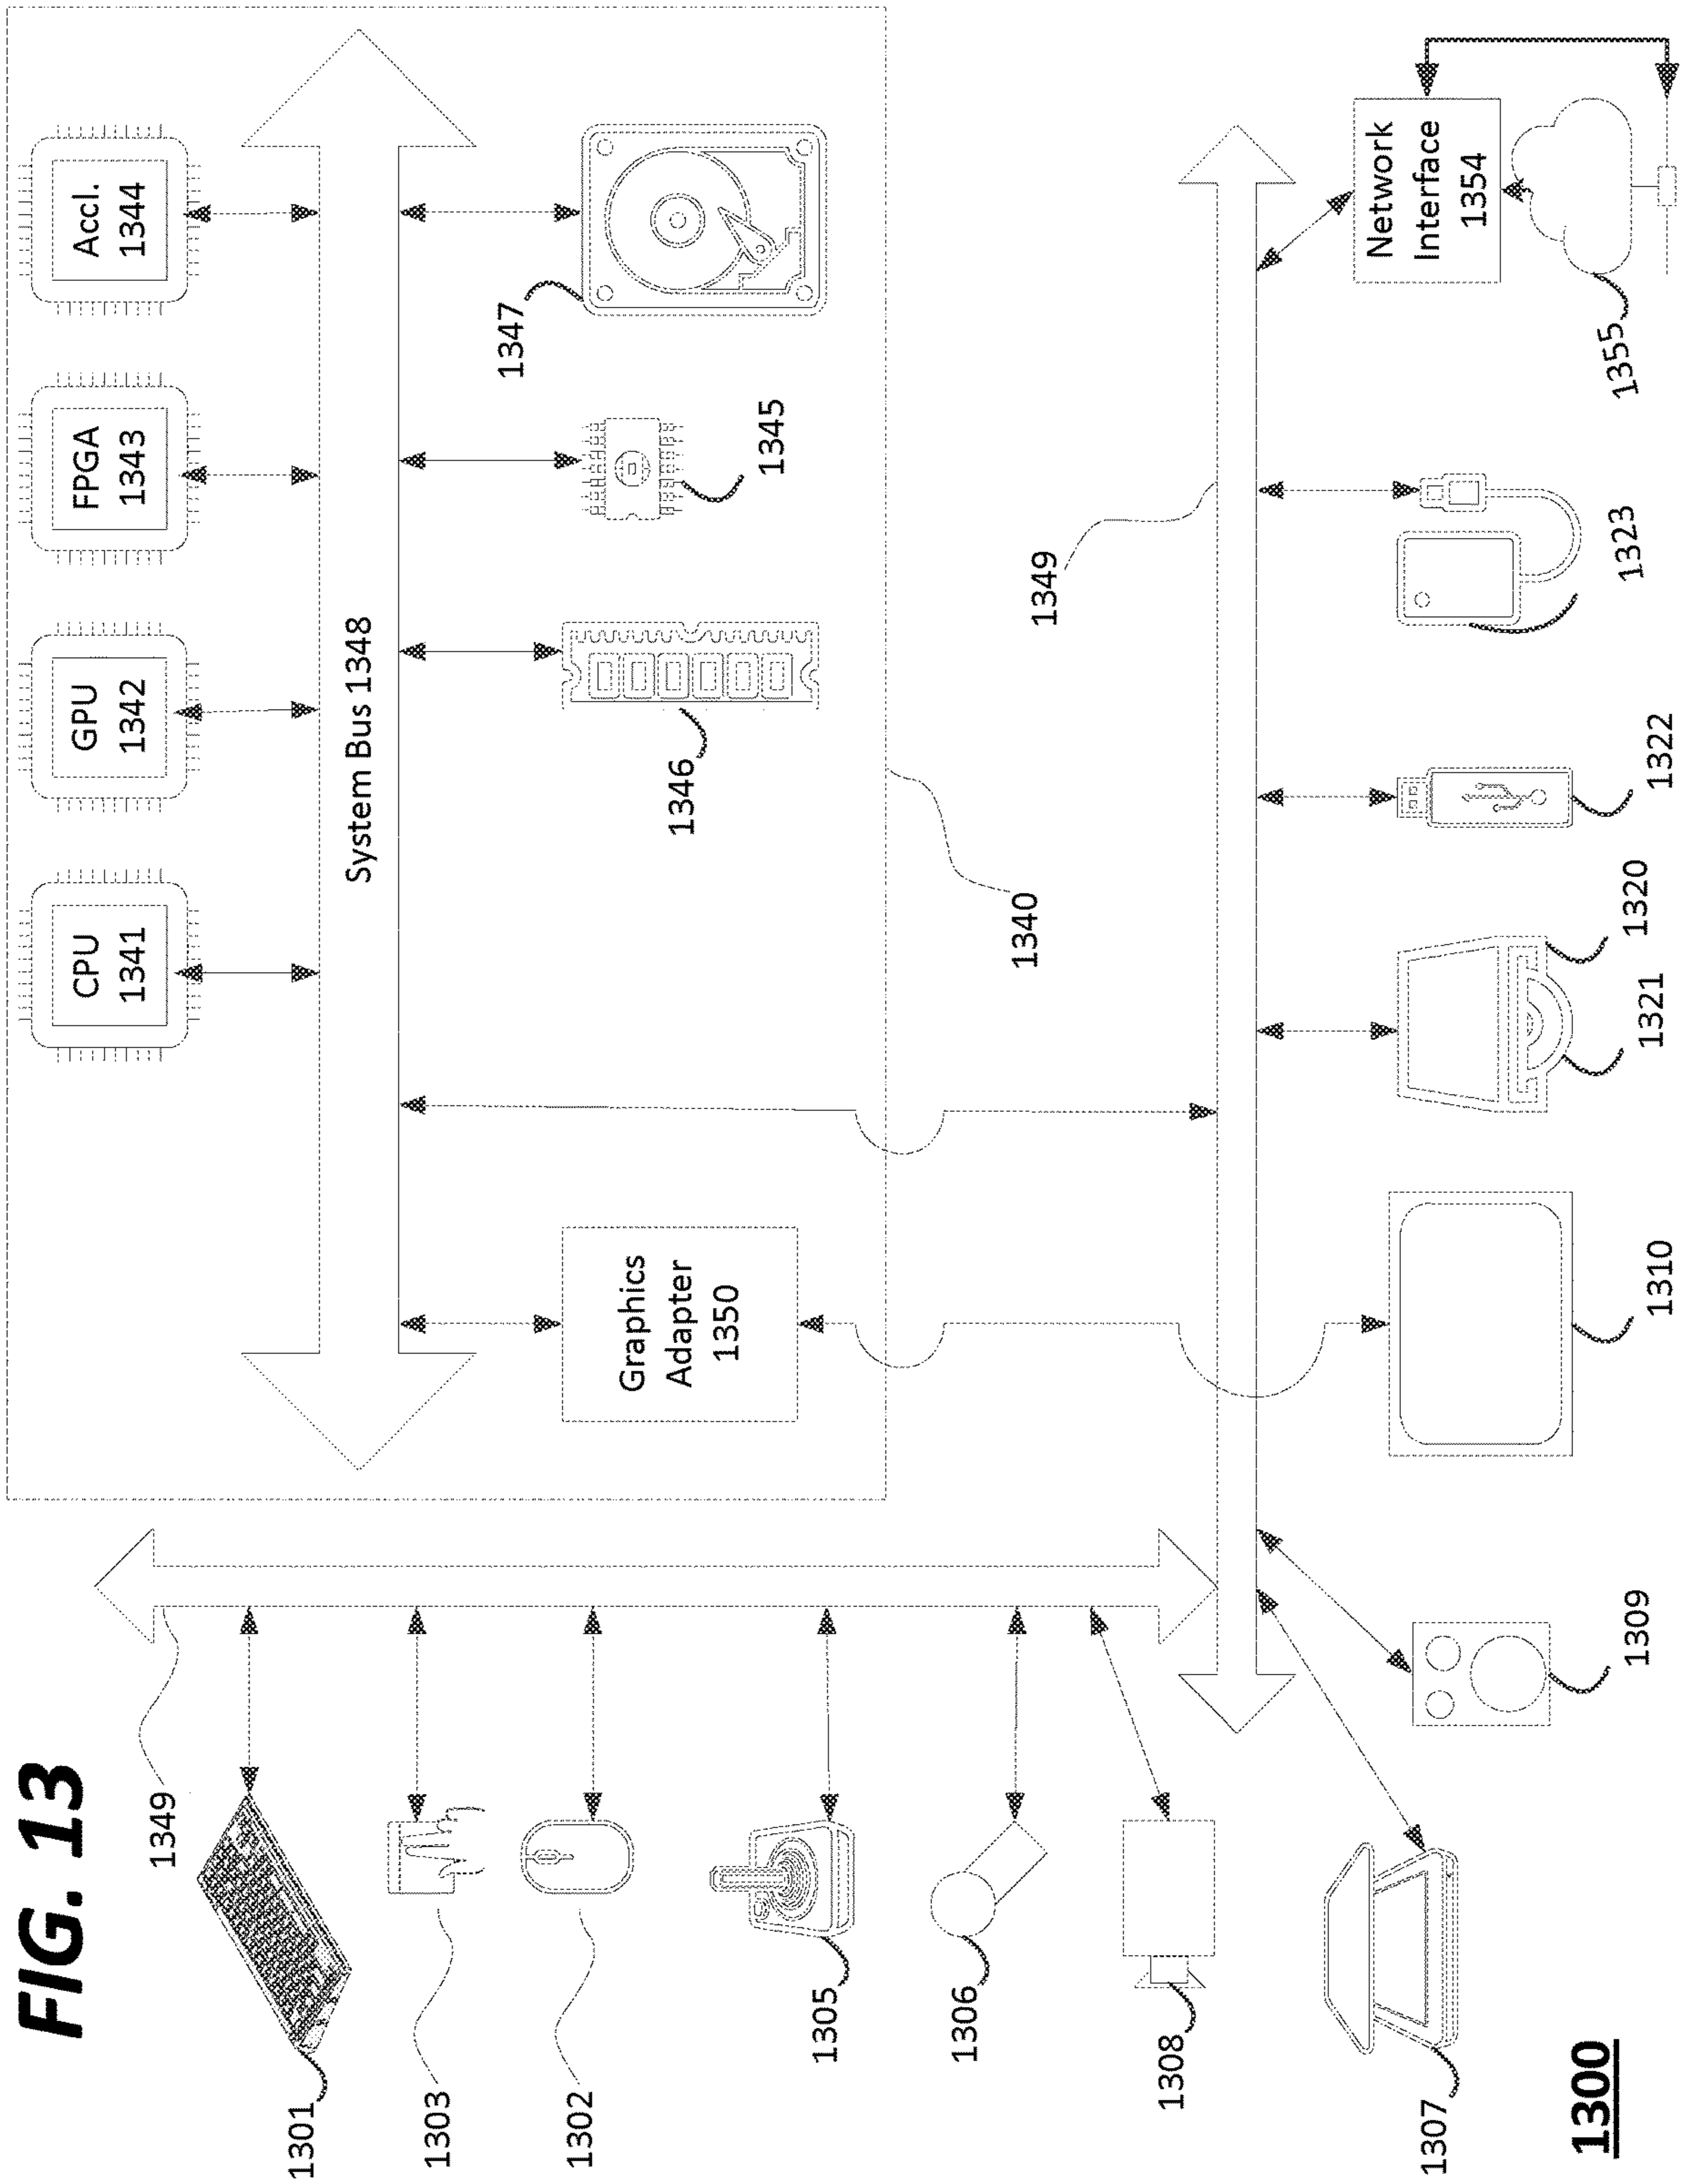 FIG. 13
1349
1301
1303
1302
1305
1306
1308
1307
1300
CPU
1341
GPU
1342
FPGA
1343
Accl.
1344
System Bus 1348
Graphics
Adapter
1350
1346
1345
1347
1340
1349
1309
1310
1321
1320
1322
1323
Network
Interface
1354
1355